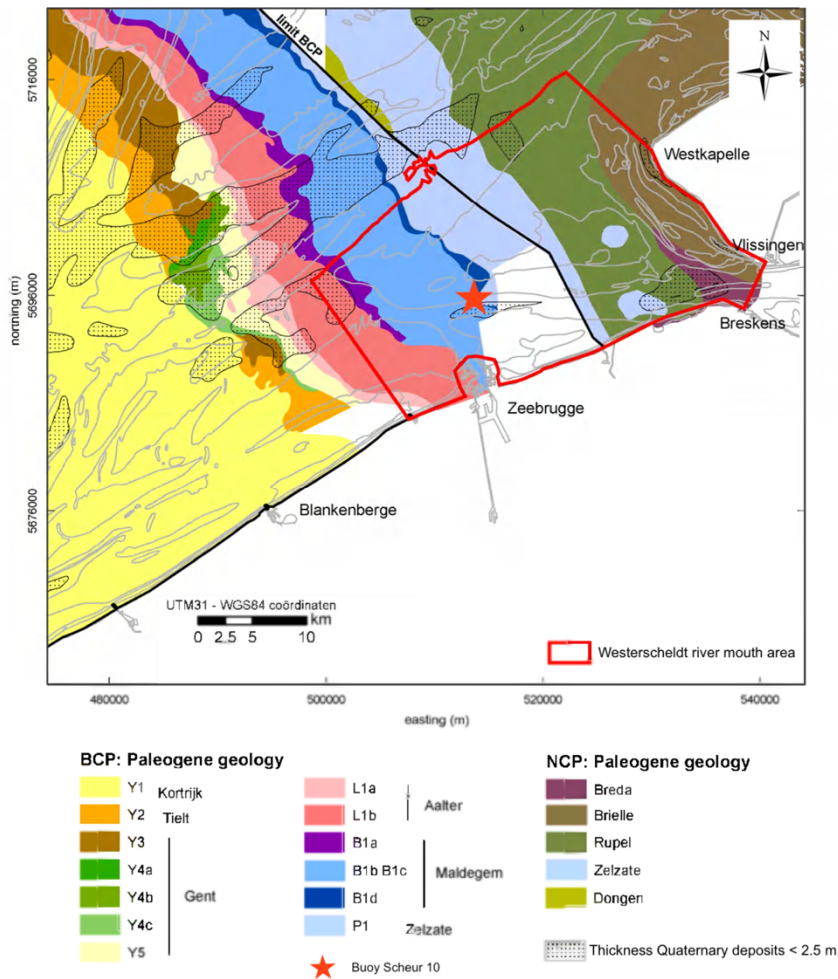 N
limit BCP
5716000
Westkapelle
Vlissingen
northing (m)
5696000
Breskens
Zeebrugge
5676000
Blankenberge
UTM31 - WGS84 coördinaten
km
0 2.5 5 10
Westerscheldt river mouth area
480000 500000 520000 540000
easting (m)
BCP: Paleogene geology
Y1 Kortrijk
Y2 Tielt
Y3
Y4a
Y4b
Gent
Y4c
Y5
L1a
L1b
Aalter
B1a
B1b B1c
Maldegem
B1d
P1 Zelzate
Buoy Scheur 10
NCP: Paleogene geology
Breda
Brielle
Rupel
Zelzate
Dongen
Thickness Quaternary deposits < 2.5 m